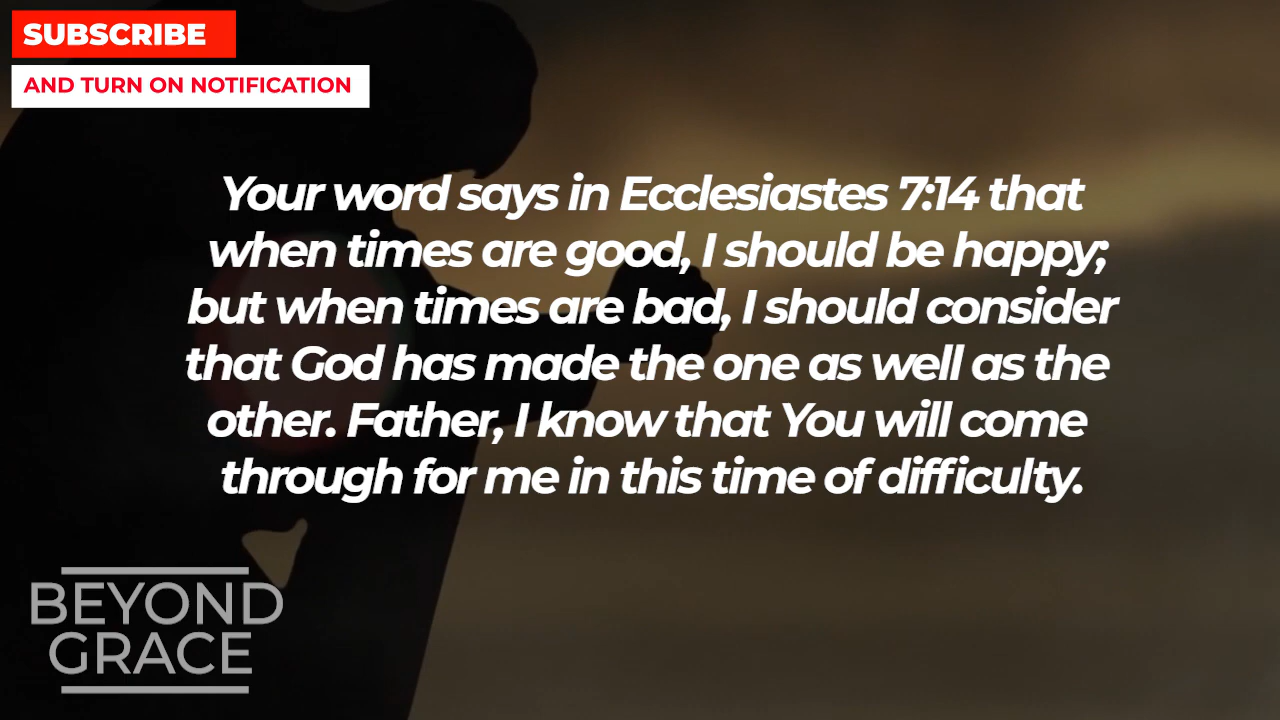 SUBSCRIBE
AND TURN ON NOTIFICATION
Your word says in Ecclesiastes 7:14 that
when times are good, I should be happy;
but when times are bad, I should consider
that God has made the one as well as the
other. Father, I know that You will come
through for me in this time of difficulty.
BEYOND
GRACE